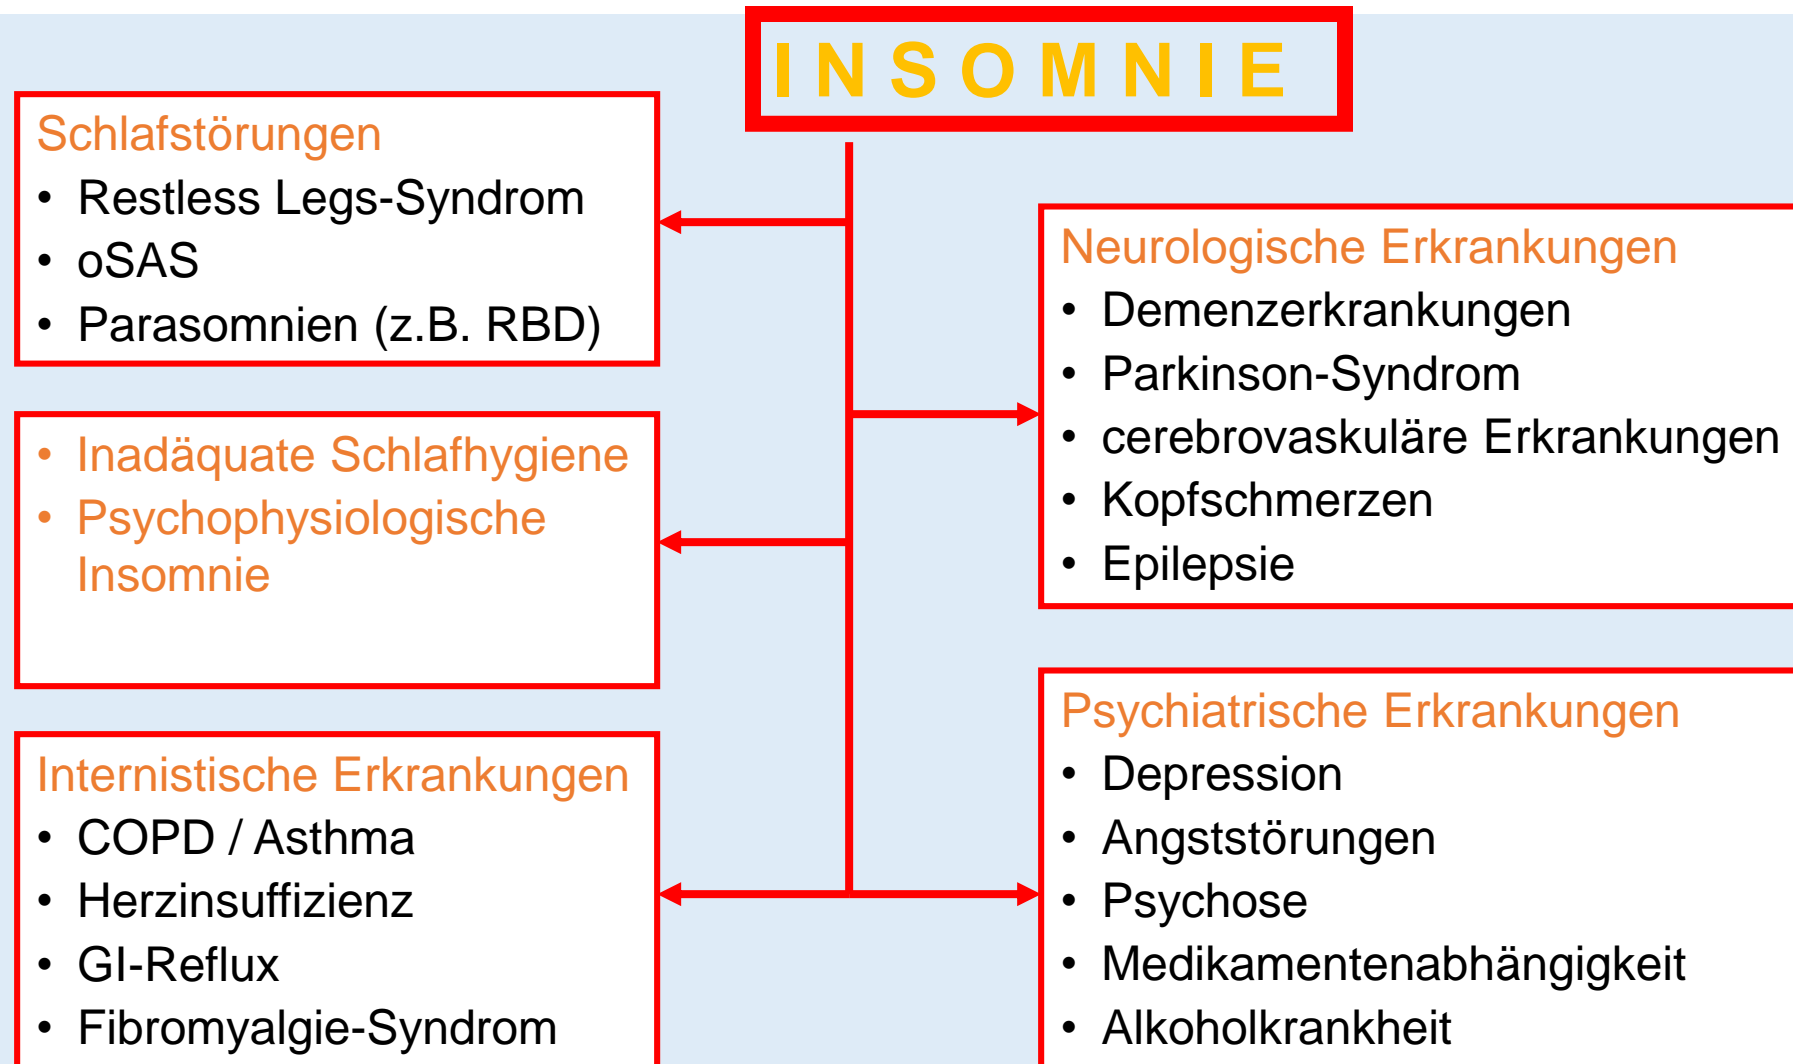 I N S O M N I E
Schlafstörungen
• Restless Legs-Syndrom
• oSAS
• Parasomnien (z.B. RBD)
• Inadäquate Schlafhygiene
• Psychophysiologische
Insomnie
Internistische Erkrankungen
• COPD / Asthma
• Herzinsuffizienz
• GI-Reflux
• Fibromyalgie-Syndrom
Neurologische Erkrankungen
• Demenzerkrankungen
• Parkinson-Syndrom
• cerebrovaskuläre Erkrankungen
• Kopfschmerzen
• Epilepsie
Psychiatrische Erkrankungen
• Depression
• Angststörungen
• Psychose
• Medikamentenabhängigkeit
• Alkoholkrankheit